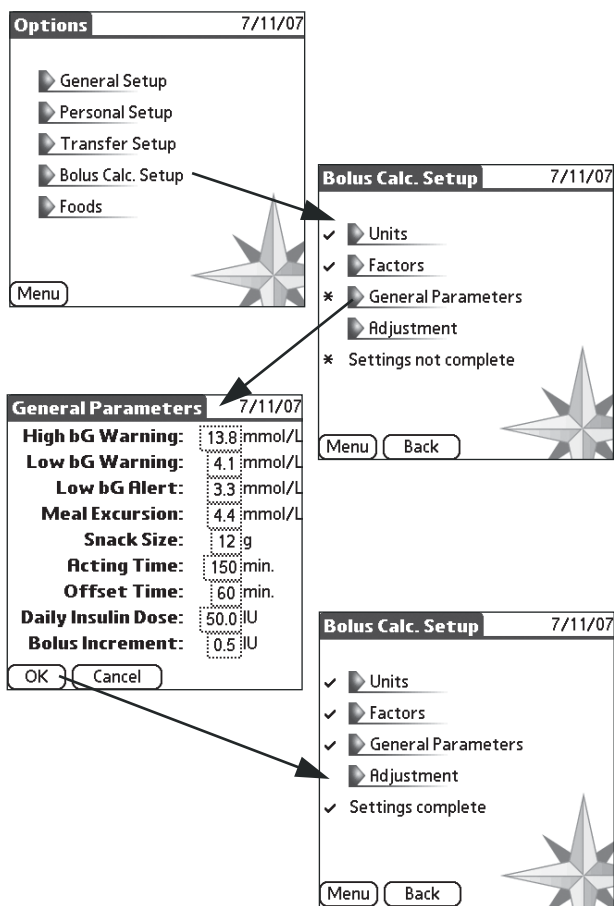 Options 7/11/07
General Setup
Personal Setup
Transfer Setup
Bolus Calc. Setup
Foods
Menu
Bolus Calc. Setup 7/11/07
✓ Units
✓ Factors
* General Parameters
Adjustment
* Settings not complete
Menu Back
General Parameters 7/11/07
High bG Warning: 13.8 mmol/L
Low bG Warning: 4.1 mmol/L
Low bG Alert: 3.3 mmol/L
Meal Excursion: 4.4 mmol/L
Snack Size: 12 g
Acting Time: 150 min.
Offset Time: 60 min.
Daily Insulin Dose: 50.0 IU
Bolus Increment: 0.5 IU
OK Cancel
Bolus Calc. Setup 7/11/07
✓ Units
✓ Factors
✓ General Parameters
Adjustment
✓ Settings complete
Menu Back